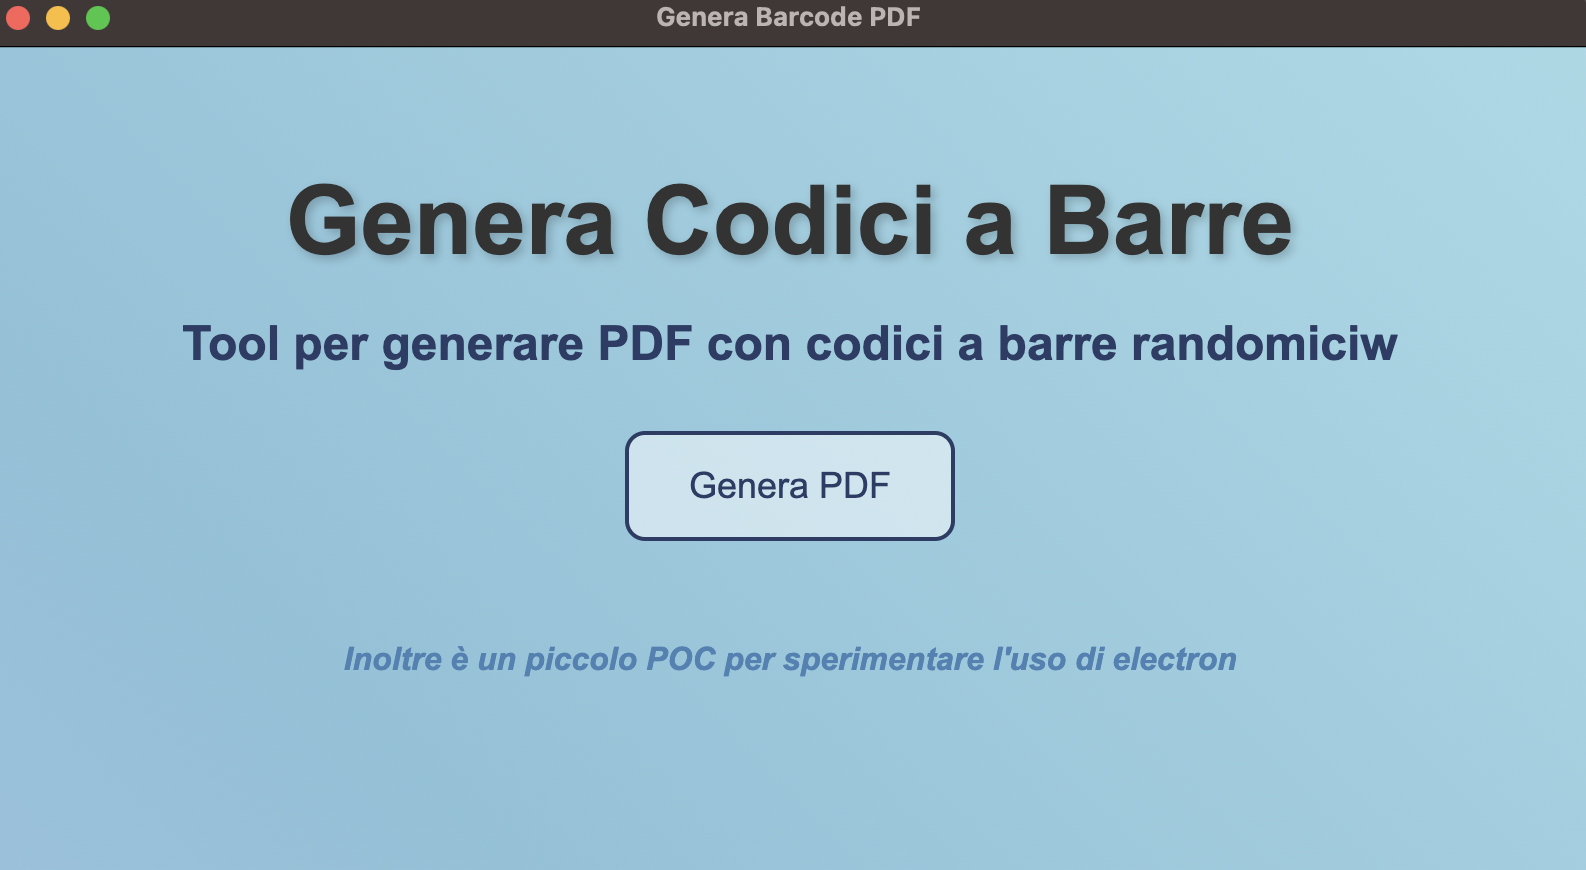 Genera Barcode PDF
Genera Codici a Barre
Tool per generare PDF con codici a barre randomiciw
Genera PDF
Inoltre è un piccolo POC per sperimentare l'uso di electron